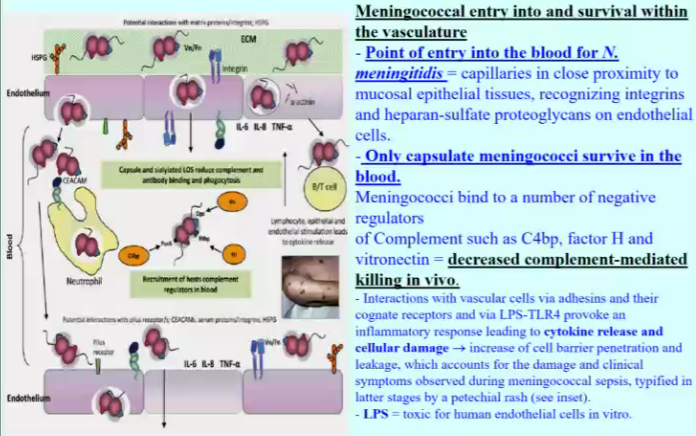 Potential interactions with matrix proteins/integrins, HSPG
ECM
HSPG
Vn/Fn
integrin
Endothelium
α-actinin
IL-6 IL-8 TNF-α
CEACAM
Capsule and sialylated LOS reduce complement and
antibody binding and phagocytosis
B/T cell
Blood
Lymphocyte, epithelial and
endothelial stimulation leads
to cytokine release
Vn
Opc
PorA
C4bp
fH
Neutrophil
Recruitment of hosts complement
regulators in blood
Potential interactions with pilus receptor/s, CEACAMs, serum proteins/integrins, HSPG
Pilus
receptor
IL-6 IL-8 TNF-α
Vn/Fn
Endothelium
Meningococcal entry into and survival within
the vasculature
- Point of entry into the blood for N.
meningitidis = capillaries in close proximity to
mucosal epithelial tissues, recognizing integrins
and heparan-sulfate proteoglycans on endothelial
cells.
- Only capsulate meningococci survive in the
blood.
Meningococci bind to a number of negative
regulators
of Complement such as C4bp, factor H and
vitronectin = decreased complement-mediated
killing in vivo.
- Interactions with vascular cells via adhesins and their
cognate receptors and via LPS-TLR4 provoke an
inflammatory response leading to cytokine release and
cellular damage → increase of cell barrier penetration and
leakage, which accounts for the damage and clinical
symptoms observed during meningococcal sepsis, typified in
latter stages by a petechial rash (see inset).
- LPS = toxic for human endothelial cells in vitro.